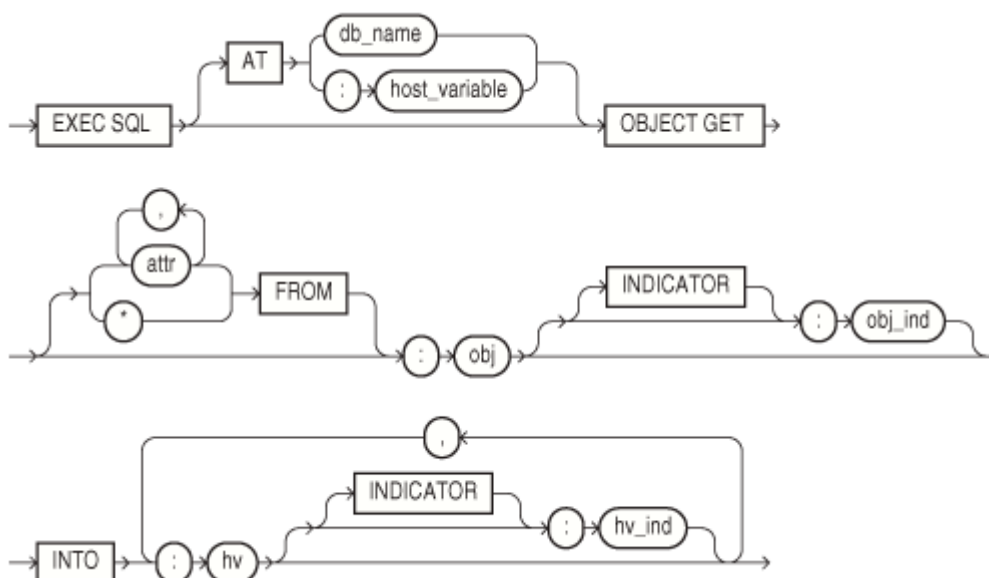 db_name
AT
: host_variable
EXEC SQL OBJECT GET
,
attr
*
FROM
INDICATOR
: obj_ind
: obj
,
INDICATOR
: hv_ind
INTO : hv